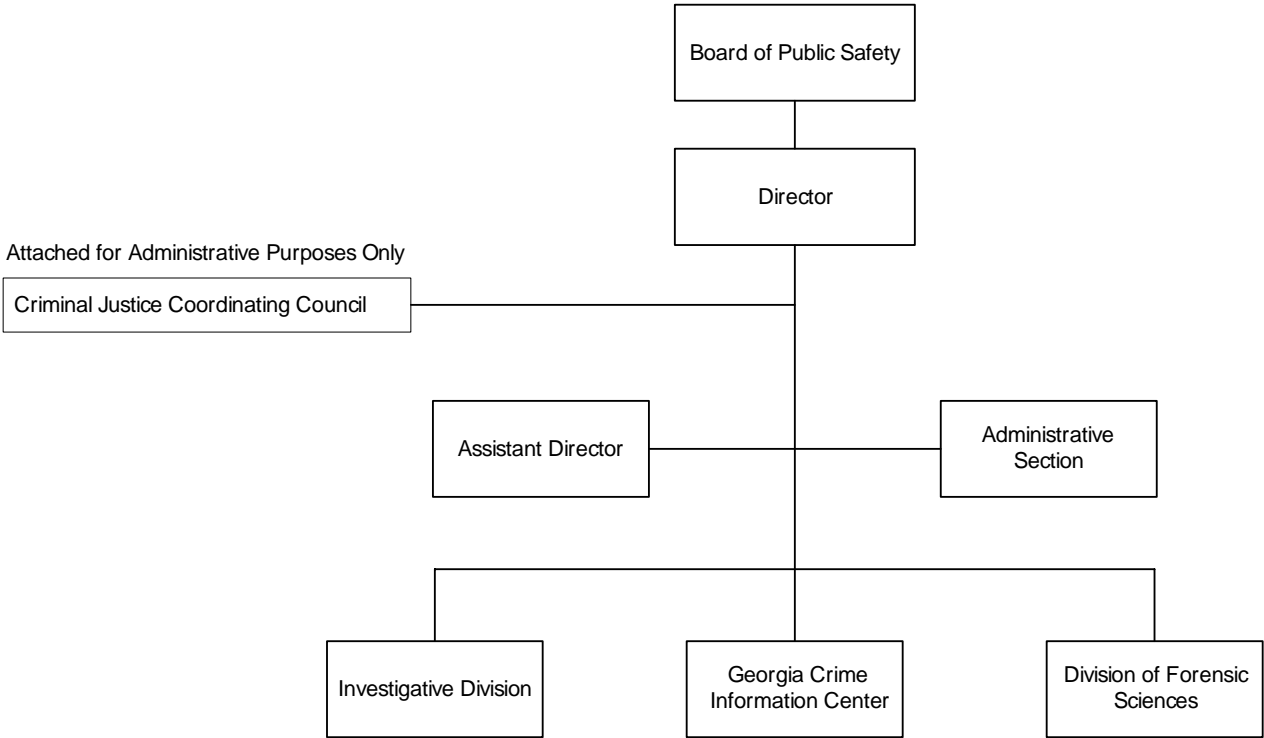 Board of Public Safety
Director
Attached for Administrative Purposes Only
Criminal Justice Coordinating Council
Assistant Director
Administrative
Section
Investigative Division
Georgia Crime
Information Center
Division of Forensic
Sciences